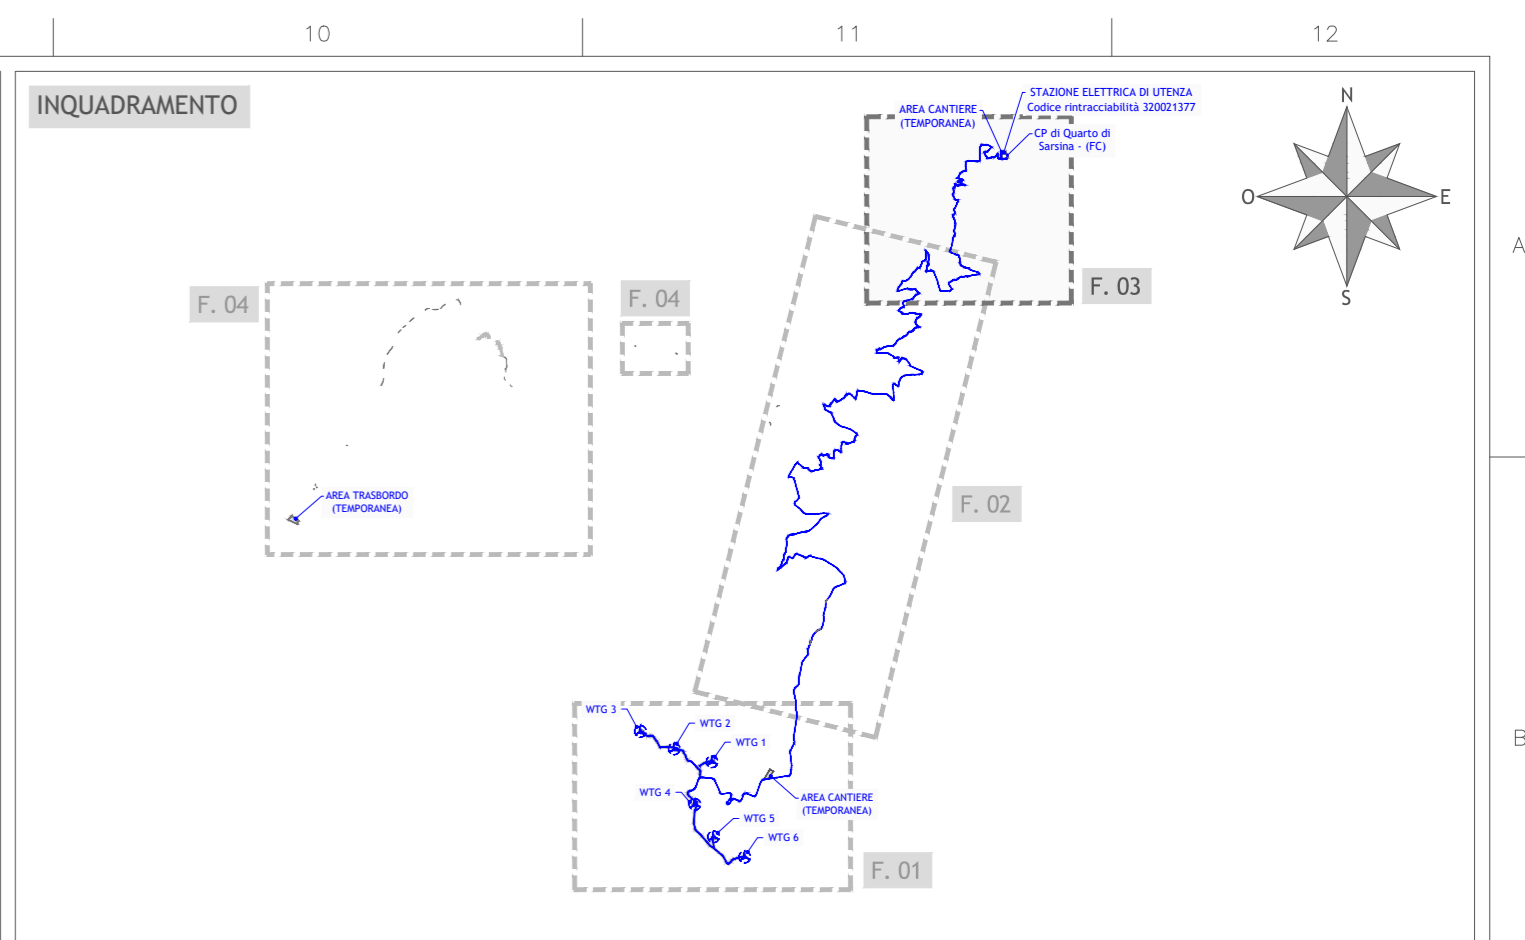 10
11
12
INQUADRAMENTO
STAZIONE ELETTRICA DI UTENZA
Codice rintracciabilità 320021377
AREA CANTIERE
(TEMPORANEA)
CP di Quarto di
Sarsina - (FC)
N
O
E
S
A
F. 03
F. 04
F. 04
AREA TRASBORDO
(TEMPORANEA)
F. 02
WTG 3
WTG 2
WTG 1
B
WTG 4
AREA CANTIERE
(TEMPORANEA)
WTG 5
WTG 6
F. 01